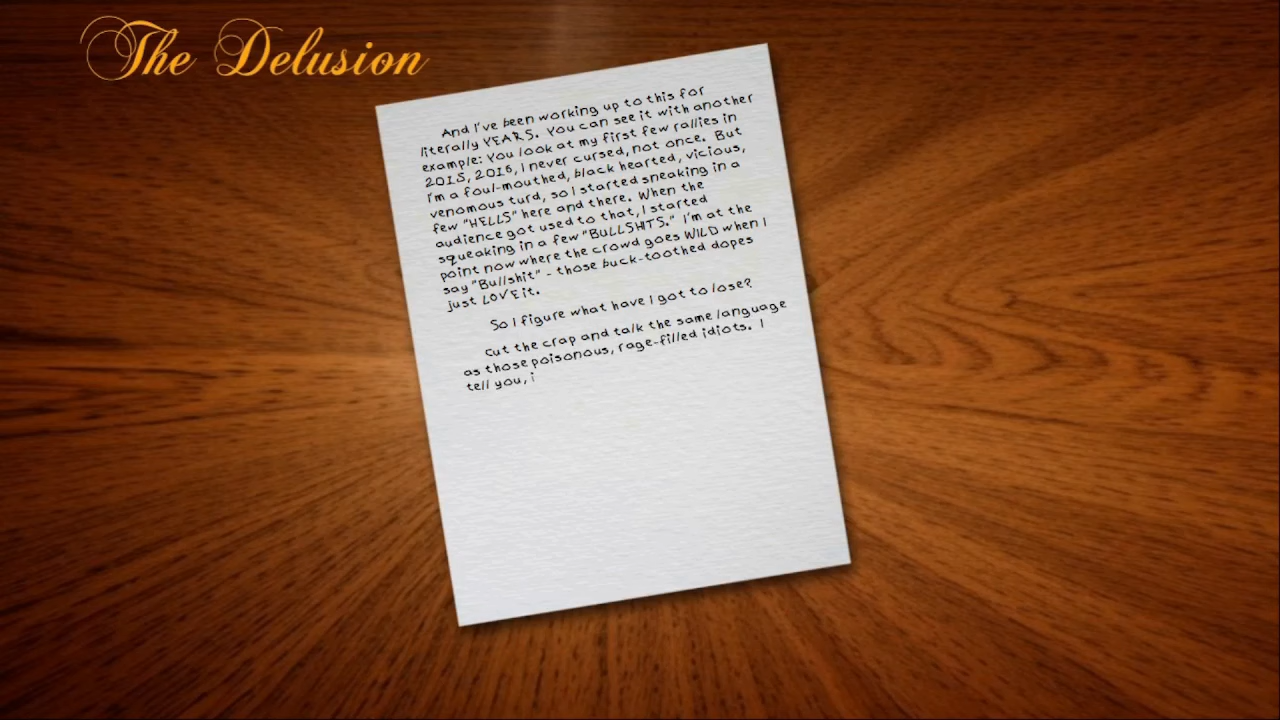 The Delusion
And I've been working up to this for
literally YEARS. You can see it with another
example: You look at my first few rallies in
2015, 2016, I never cursed, not once. But
I'm a foul-mouthed, black hearted, vicious,
venomous turd, so I started sneaking in a
few "HELLS" here and there. When the
audience got used to that, I started
squeaking in a few "BULLSHITS." I'm at the
point now where the crowd goes WILD when I
say "Bullshit" - those buck-toothed dopes
just LOVE it.
So I figure what have I got to lose?
Cut the crap and talk the same language
as those poisonous, rage-filled idiots. I
tell you, i